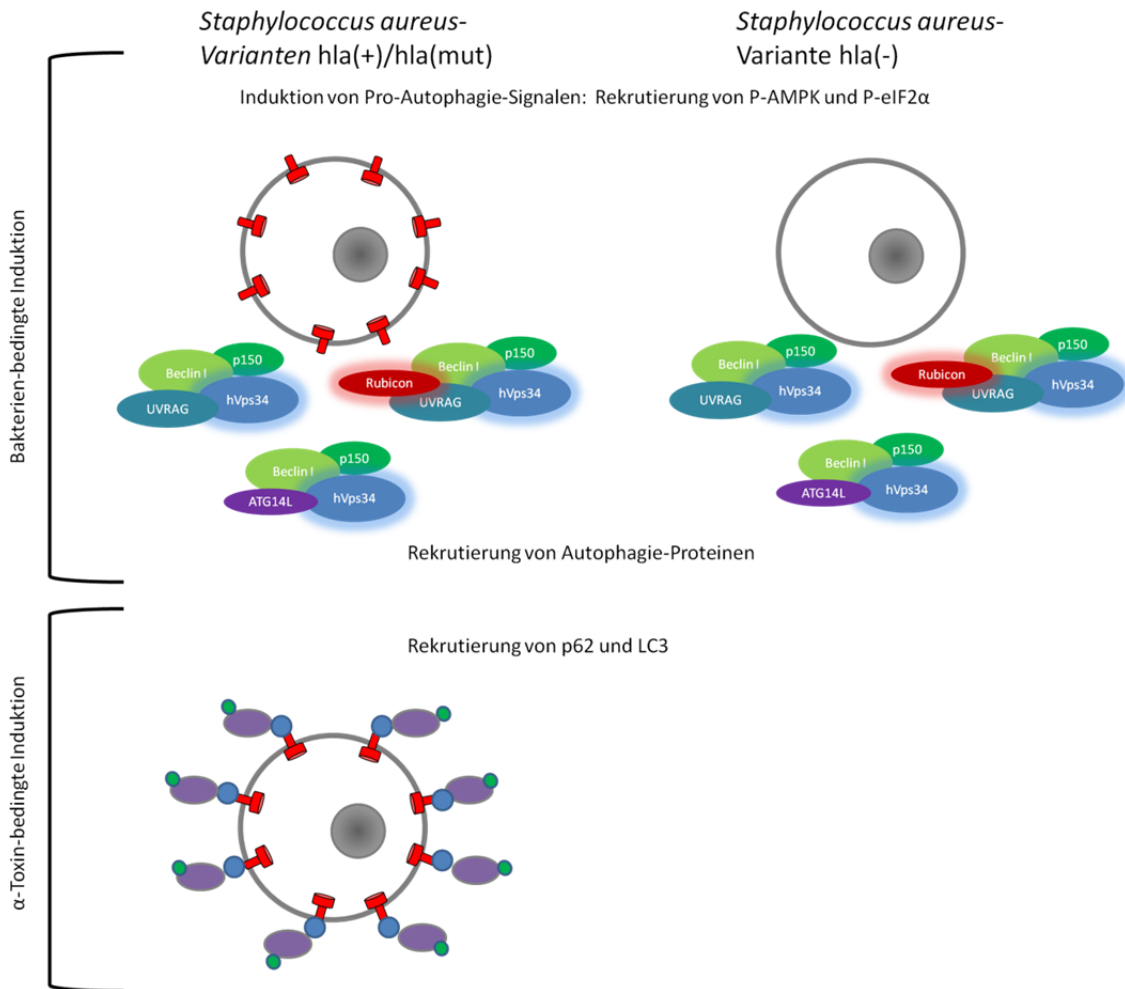 Staphylococcus aureus-
Varianten hla(+)/hla(mut)
Staphylococcus aureus-
Variante hla(-)
Induktion von Pro-Autophagie-Signalen: Rekrutierung von P-AMPK und P-eIF2α
Bakterien-bedingte Induktion
Beclin I
p150
UVRAG
hVps34
Rubicon
Beclin I
p150
UVRAG
hVps34
Beclin I
p150
ATG14L
hVps34
Beclin I
p150
UVRAG
hVps34
Rubicon
Beclin I
p150
UVRAG
hVps34
Beclin I
p150
ATG14L
hVps34
Rekrutierung von Autophagie-Proteinen
α-Toxin-bedingte Induktion
Rekrutierung von p62 und LC3